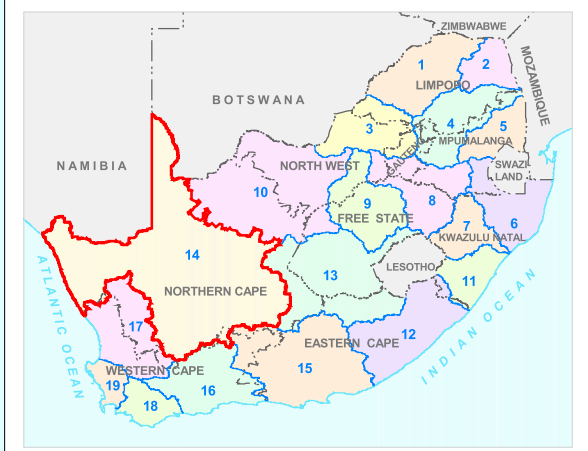 ZIMBWABWE
1
2
LIMPOPO
MOZAMBIQUE
BOTSWANA
3
4
5
GAUTENG
MPUMALANGA
NAMIBIA
NORTH WEST
SWAZI
LAND
10
9
8
6
FREE STATE
7
KWAZULU NATAL
14
13
LESOTHO
11
NORTHERN CAPE
ATLANTIC OCEAN
17
12
EASTERN CAPE
INDIAN OCEAN
WESTERN CAPE
15
19
16
18